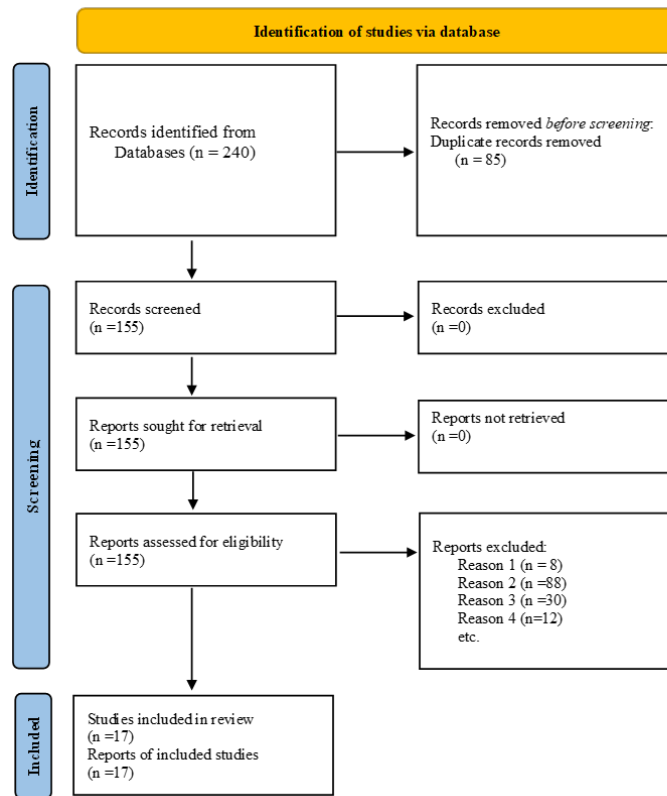 Identification of studies via database
Identification
Records identified from
Databases (n = 240)
Records removed before screening:
Duplicate records removed
(n = 85)
Screening
Records screened
(n =155)
Records excluded
(n =0)
Reports sought for retrieval
(n =155)
Reports not retrieved
(n =0)
Reports assessed for eligibility
(n =155)
Reports excluded:
Reason 1 (n = 8)
Reason 2 (n =88)
Reason 3 (n =30)
Reason 4 (n=12)
etc.
Included
Studies included in review
(n =17)
Reports of included studies
(n =17)